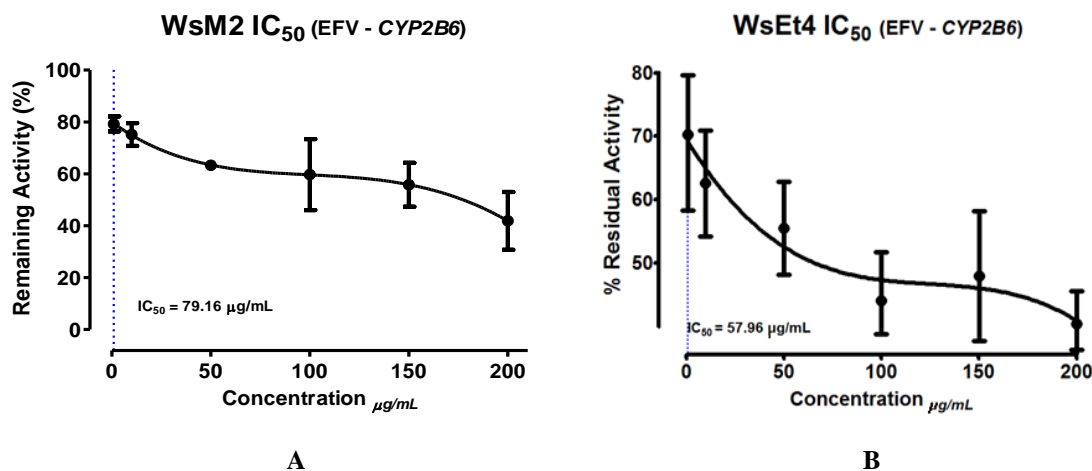 WsM2 IC50 (EFV - CYP2B6)
Remaining Activity (%)
100
80
60
40
20
0
IC50 = 79.16 µg/mL
0 50 100 150 200
Concentration µg/mL
A
WsEt4 IC50 (EFV - CYP2B6)
% Residual Activity
80
70
60
50
IC50 = 57.96 µg/mL
0 50 100 150 200
Concentration µg/mL
B